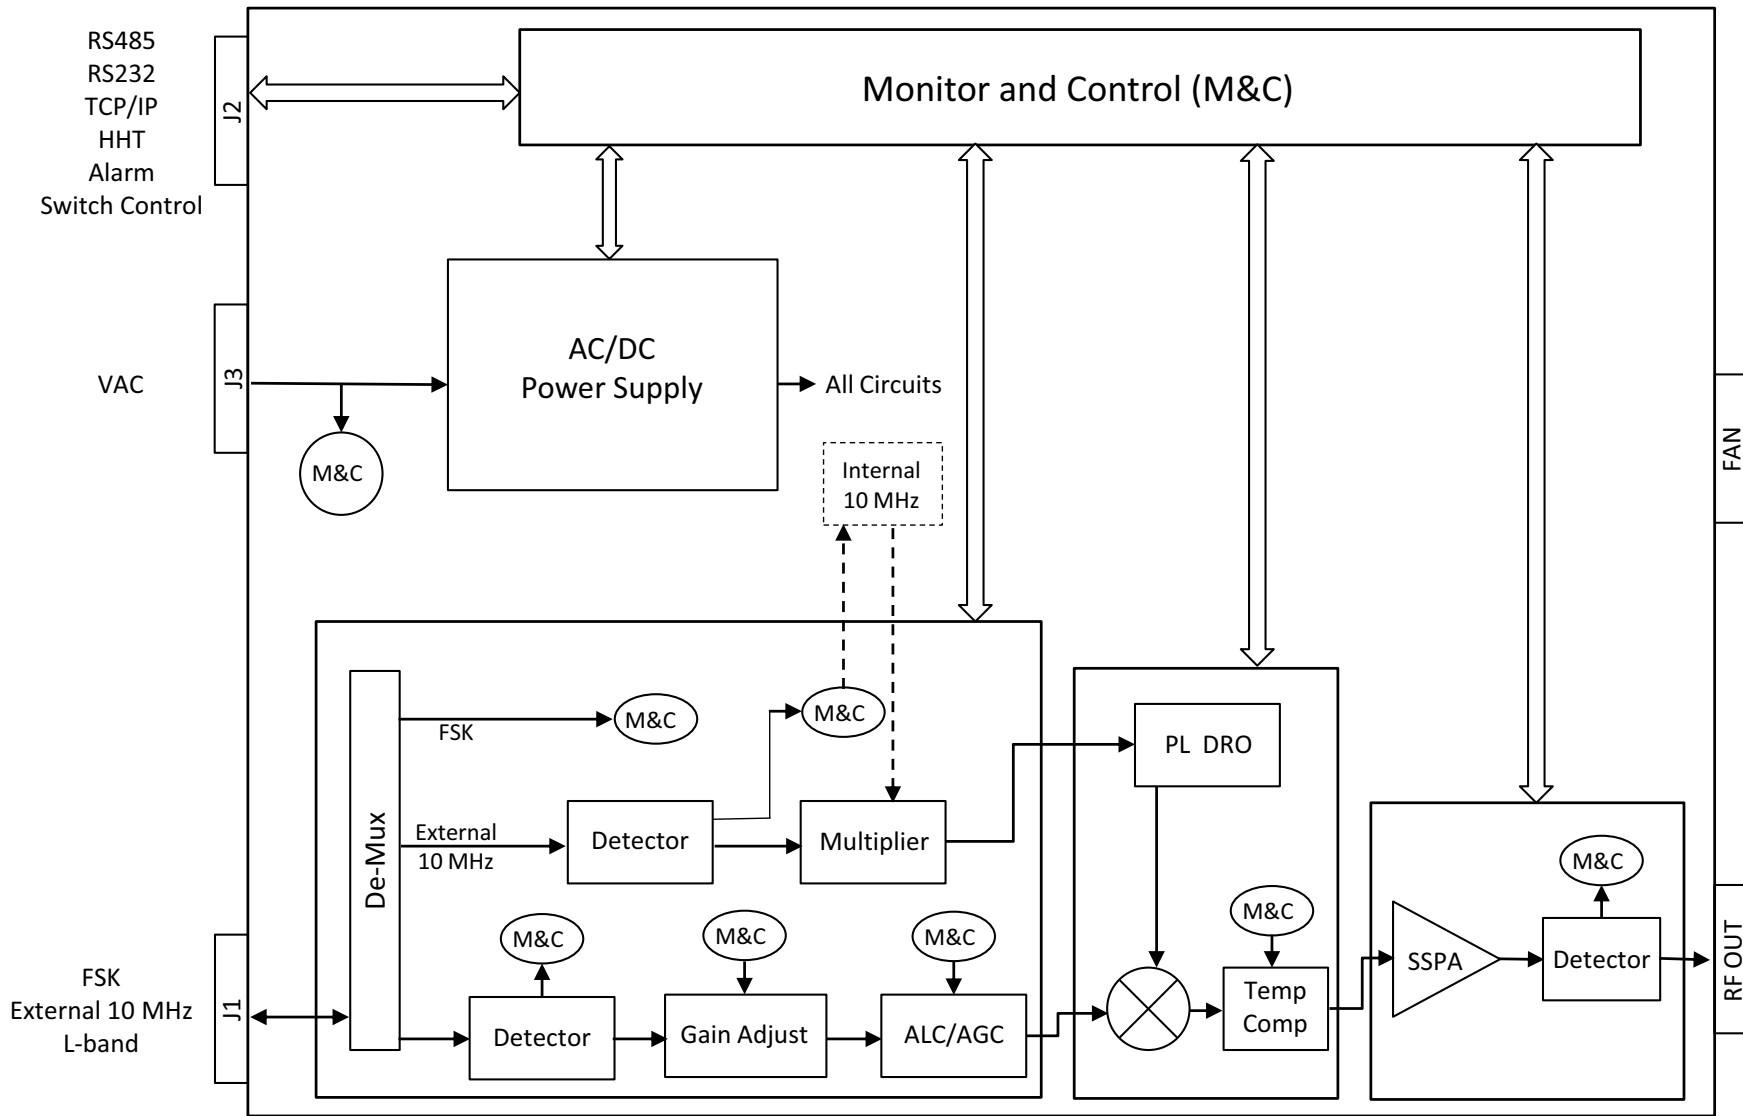 RS485
RS232
TCP/IP
HHT
Alarm
Switch Control
J2
Monitor and Control (M&C)
VAC
J3
M&C
AC/DC
Power Supply
All Circuits
Internal
10 MHz
FAN
De-Mux
FSK
M&C
M&C
External
10 MHz
Detector
Multiplier
M&C
M&C
M&C
Detector
Gain Adjust
ALC/AGC
PL DRO
M&C
Temp
Comp
M&C
SSPA
Detector
FSK
External 10 MHz
L-band
J1
RF OUT